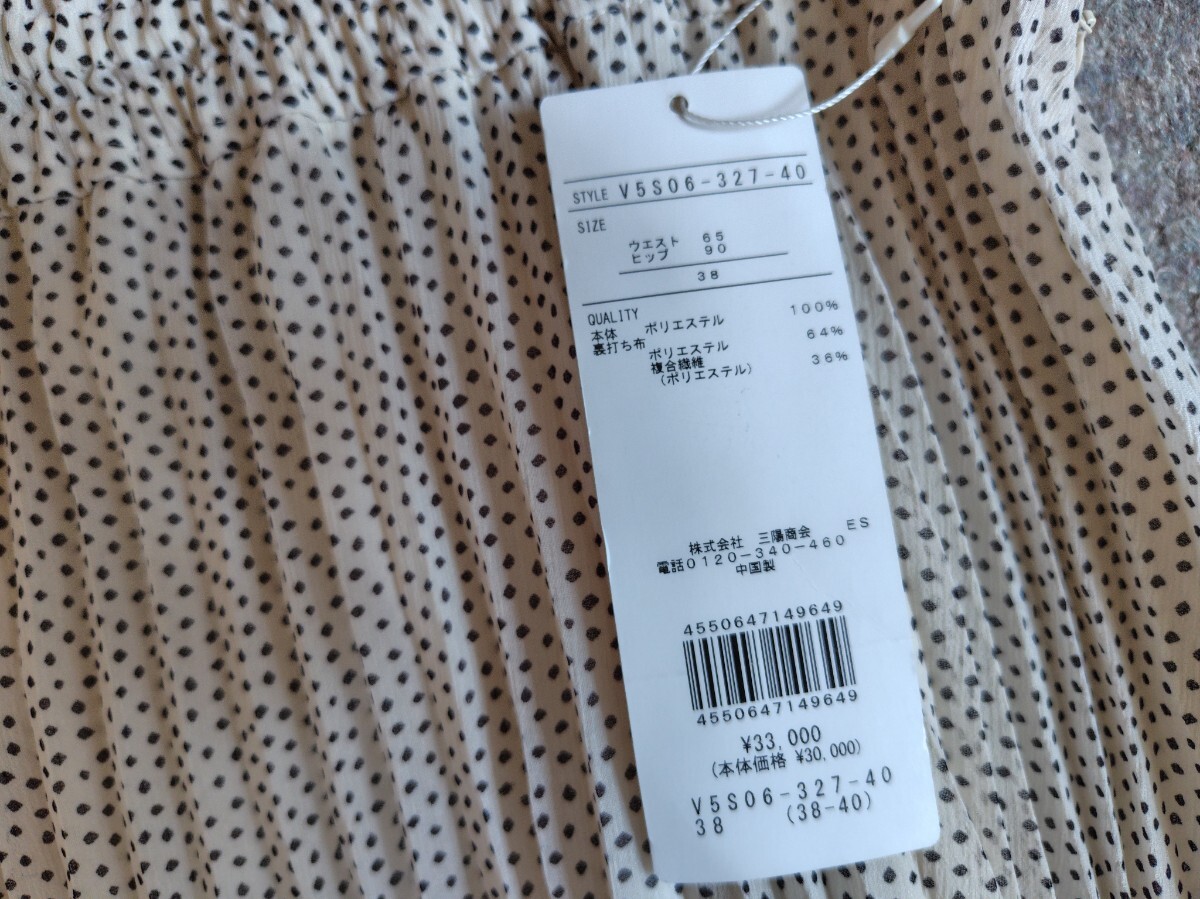 STYLE V5S06-327-40
SIZE
ウエスト 65
ヒップ 90
38
QUALITY
本体 ポリエステル 100%
裏打ち布
ポリエステル 64%
複合繊維 36%
(ポリエステル)
株式会社 三陽商会 ES
電話0120-340-460
中国製
4550647149649
4550647149649
¥33,000
(本体価格 ¥30,000)
V5S06-327-40
38 (38-40)